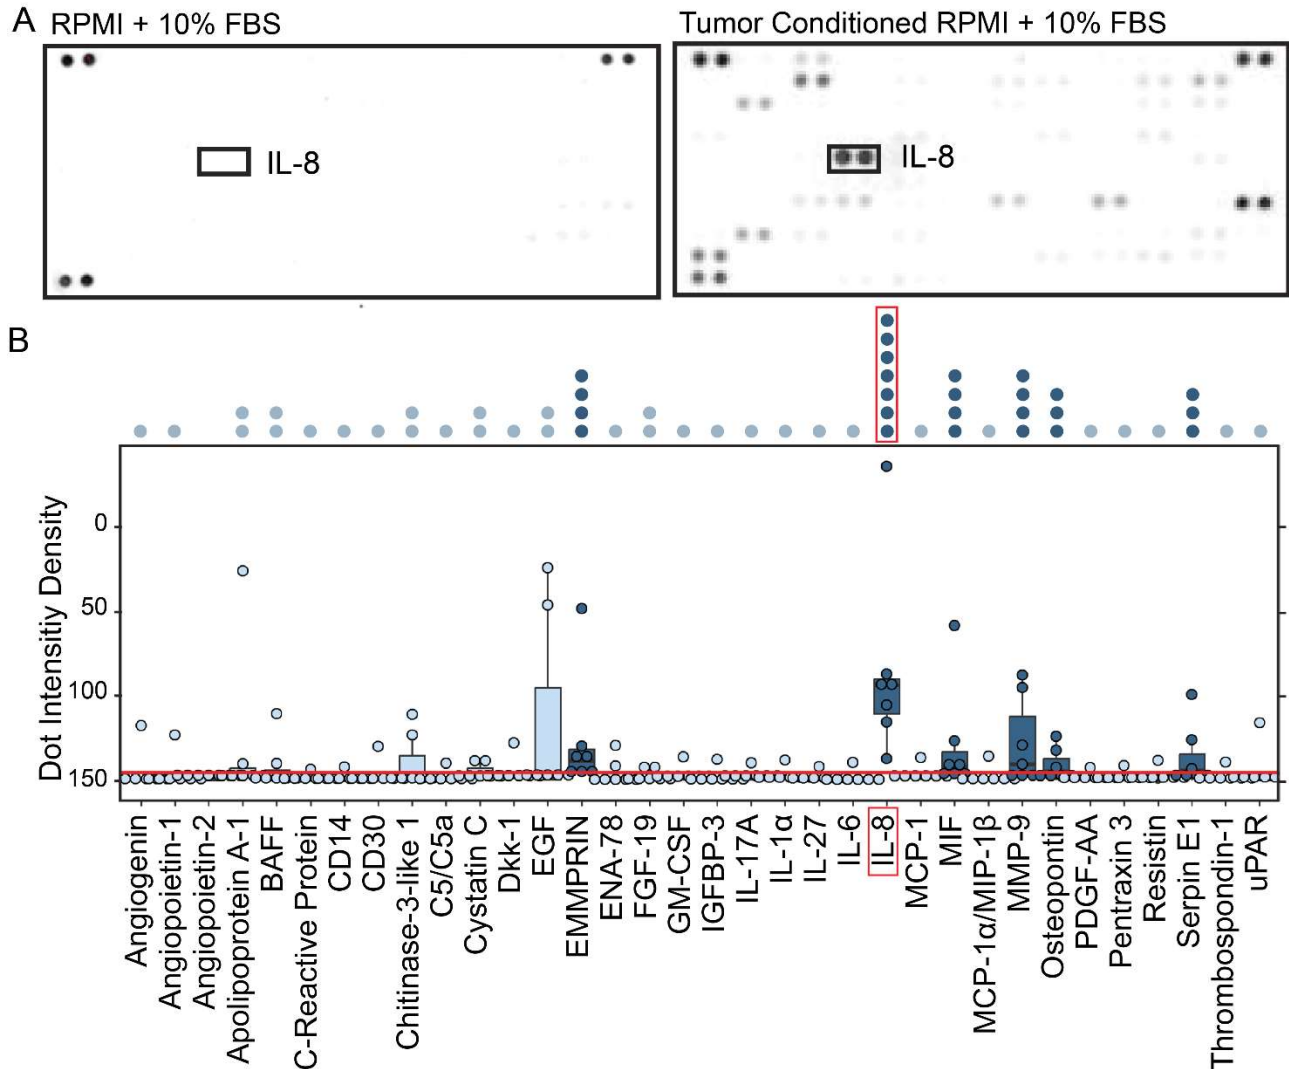 A RPMI + 10% FBS
Tumor Conditioned RPMI + 10% FBS
IL-8
IL-8
B
Dot Intensitiy Density
0
50
100
150
Angiogenin
Angiopoietin-1
Angiopoietin-2
Apolipoprotein A-1
BAFF
C-Reactive Protein
CD14
CD30
Chitinase-3-like 1
C5/C5a
Cystatin C
Dkk-1
EGF
EMMPRIN
ENA-78
FGF-19
GM-CSF
IGFBP-3
IL-17A
IL-1α
IL-27
IL-6
IL-8
MCP-1
MIF
MCP-1α/MIP-1β
MMP-9
Osteopontin
PDGF-AA
Pentraxin 3
Resistin
Serpin E1
Thrombospondin-1
uPAR